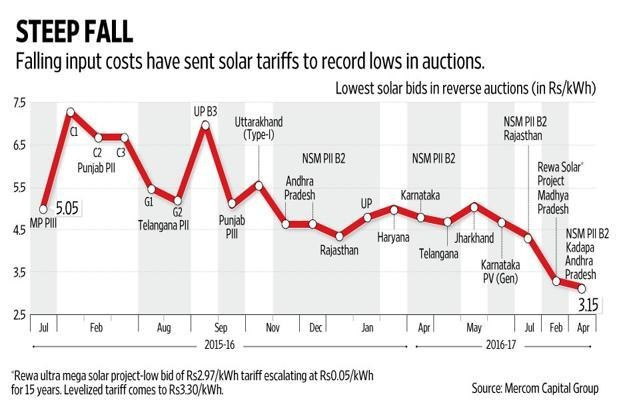 STEEP FALL
Falling input costs have sent solar tariffs to record lows in auctions.
Lowest solar bids in reverse auctions (in Rs/kWh)
7.5
6.5
5.5
4.5
3.5
2.5
MP PIII
5.05
C1
C2
C3
Punjab PII
G1
G2
Telangana PII
UP B3
Punjab
PIII
Uttarakhand
(Type-I)
Andhra
Pradesh
NSM PII B2
Rajasthan
UP
Haryana
NSM PII B2
Karnataka
Telangana
Jharkhand
Karnataka
PV (Gen)
NSM PII B2
Rajasthan
Rewa Solar*
Project
Madhya
Pradesh
NSM PII B2
Kadapa
Andhra
Pradesh
3.15
Jul
Feb
Aug
Sep
Nov
Dec
Jan
Apr
May
Jul
Feb
Apr
2015-16
2016-17
*Rewa ultra mega solar project-low bid of Rs2.97/kWh tariff escalating at Rs0.05/kWh
for 15 years. Levelized tariff comes to Rs3.30/kWh.
Source: Mercom Capital Group